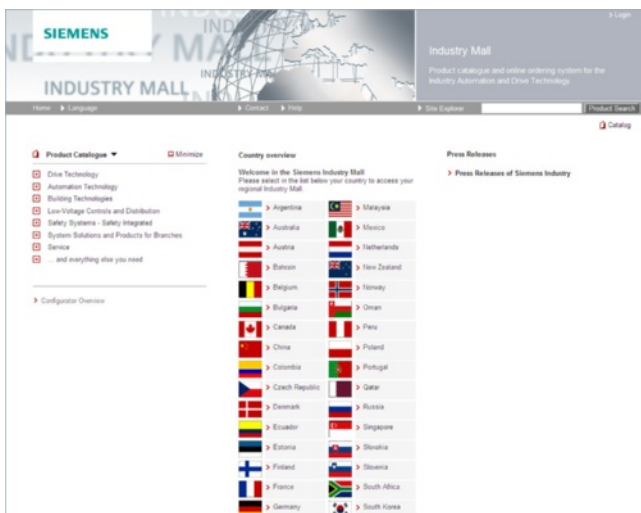 SIEMENS
INDUSTRY MALL
> Login
Industry Mall
Product catalogue and online ordering system for the
Industry Automation and Drive Technology.
Home Language Contact Help Site Explorer Product Search
Catalog
Product Catalogue Minimize
Drive Technology
Automation Technology
Building Technologies
Low-Voltage Controls and Distribution
Safety Systems - Safety Integrated
System Solutions and Products for Branches
Service
... and everything else you need
> Configurator Overview
Country overview
Welcome in the Siemens Industry Mall
Please select in the list below your country to access your
regional Industry Mall.
> Argentina > Malaysia
> Australia > Mexico
> Austria > Netherlands
> Bahrain > New Zealand
> Belgium > Norway
> Bulgaria > Oman
> Canada > Peru
> China > Poland
> Colombia > Portugal
> Czech Republic > Qatar
> Denmark > Russia
> Ecuador > Singapore
> Estonia > Slovakia
> Finland > Slovenia
> France > South Africa
> Germany > South Korea
Press Releases
> Press Releases of Siemens Industry